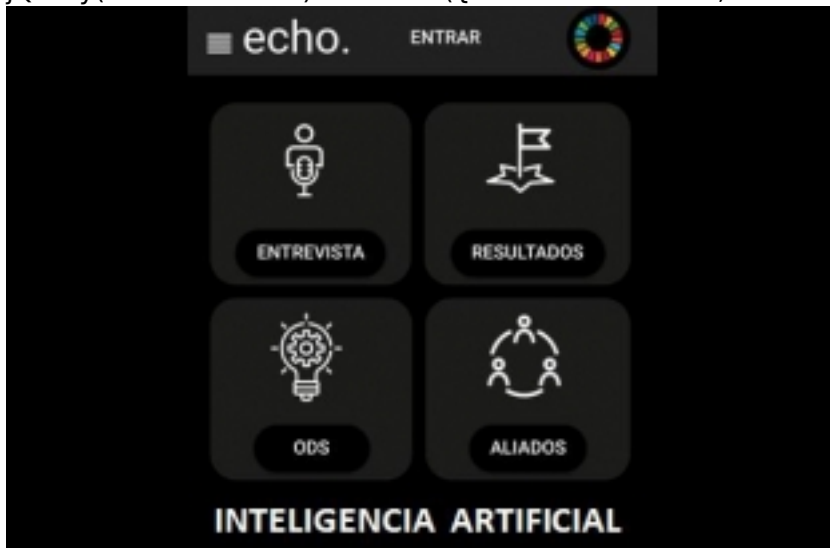 echo. ENTRAR
ENTREVISTA RESULTADOS
ODS ALIADOS
INTELIGENCIA ARTIFICIAL